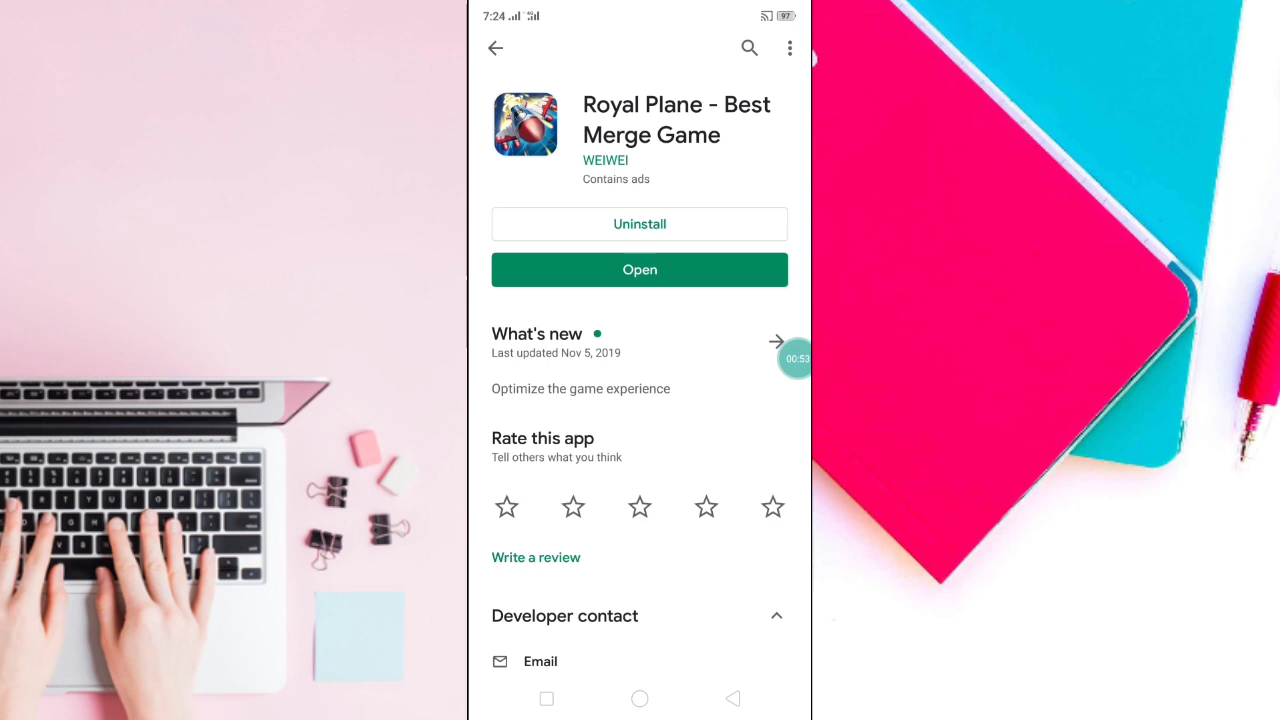 7:24
97
Royal Plane - Best
Merge Game
WEIWEI
Contains ads
Uninstall
Open
What's new
Last updated Nov 5, 2019
00:53
Optimize the game experience
Rate this app
Tell others what you think
Write a review
Developer contact
Email